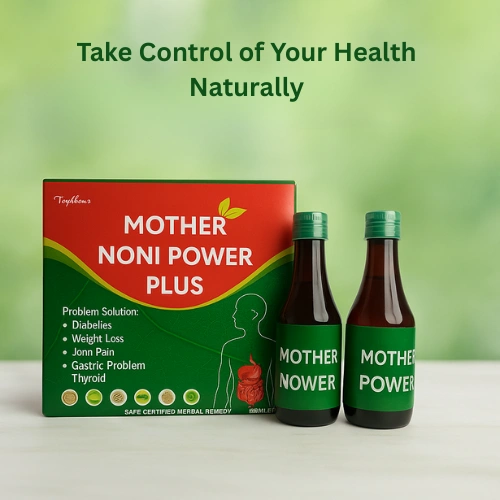 Take Control of Your Health
Naturally
MOTHER
NONI POWER
PLUS
Problem Solution:
• Diabelies
• Weight Loss
• Jonn Pain
• Gastric Problem
Thyroid
SAFE CERTIFIED MERBAL REMEDY
MOTHER
NOWER
MOTHER
POWER